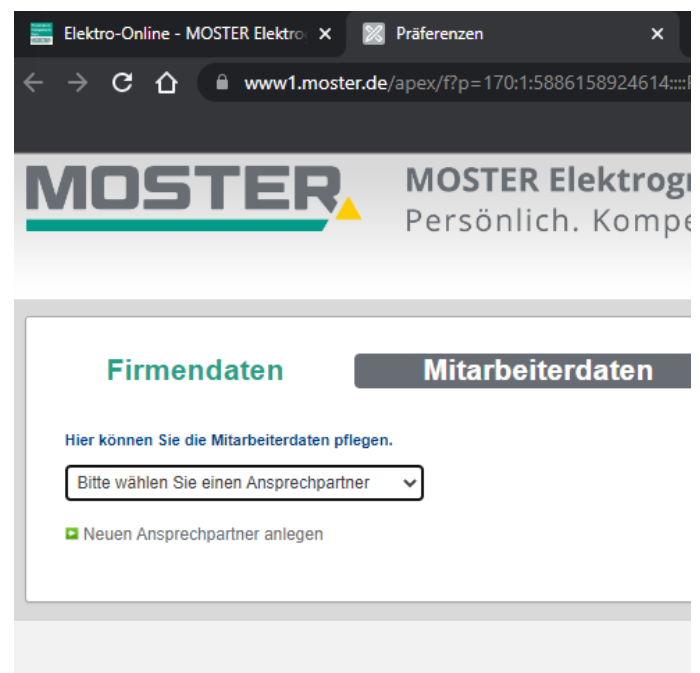 Elektro-Online - MOSTER Elektro
Präferenzen
www1.moster.de/apex/f?p=170:1:5886158924614::::
MOSTER
MOSTER Elektrog
Persönlich. Kompe
Firmendaten
Mitarbeiterdaten
Hier können Sie die Mitarbeiterdaten pflegen.
Bitte wählen Sie einen Ansprechpartner
Neuen Ansprechpartner anlegen